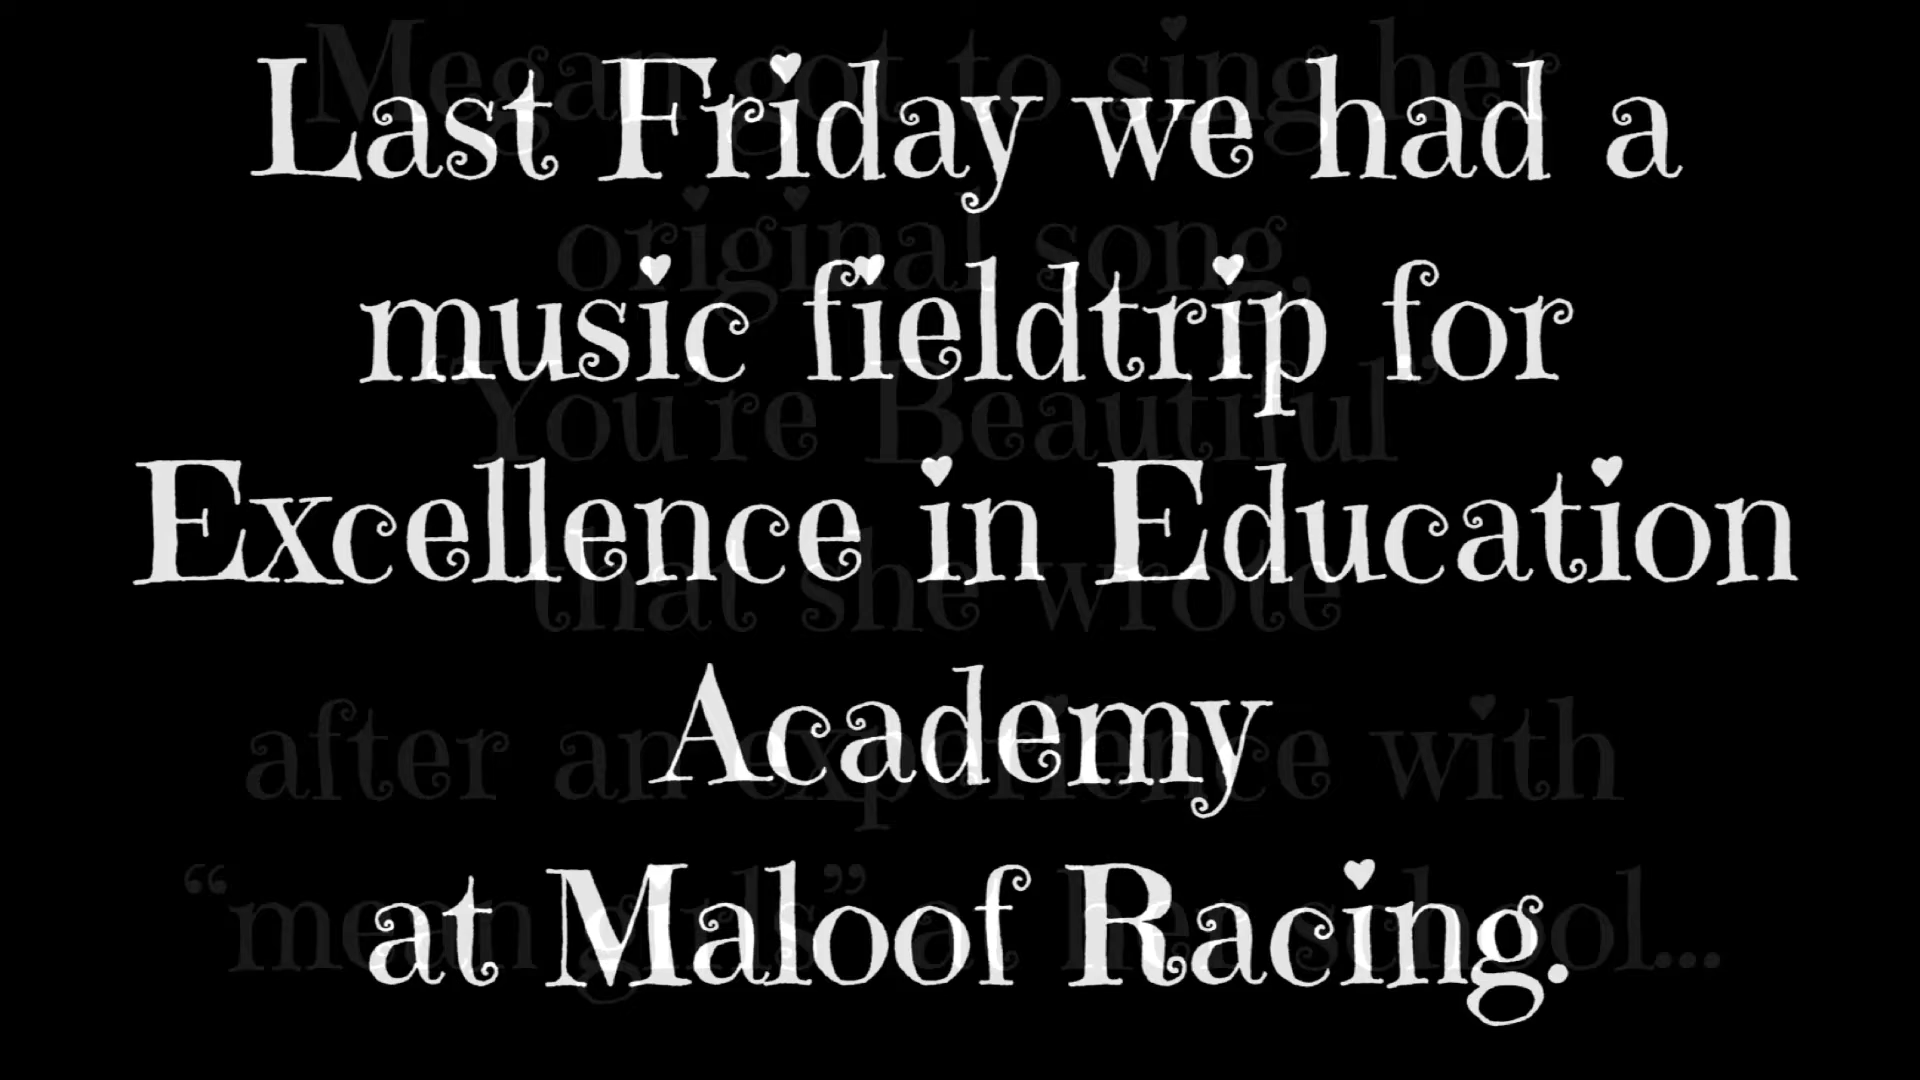 Last Friday we had a
music fieldtrip for
Excellence in Education
Academy
at Maloof Racing.
Megan got to sing her
original song,
"You're Beautiful"
that she wrote
after an experience with
“mean girls” at her school...